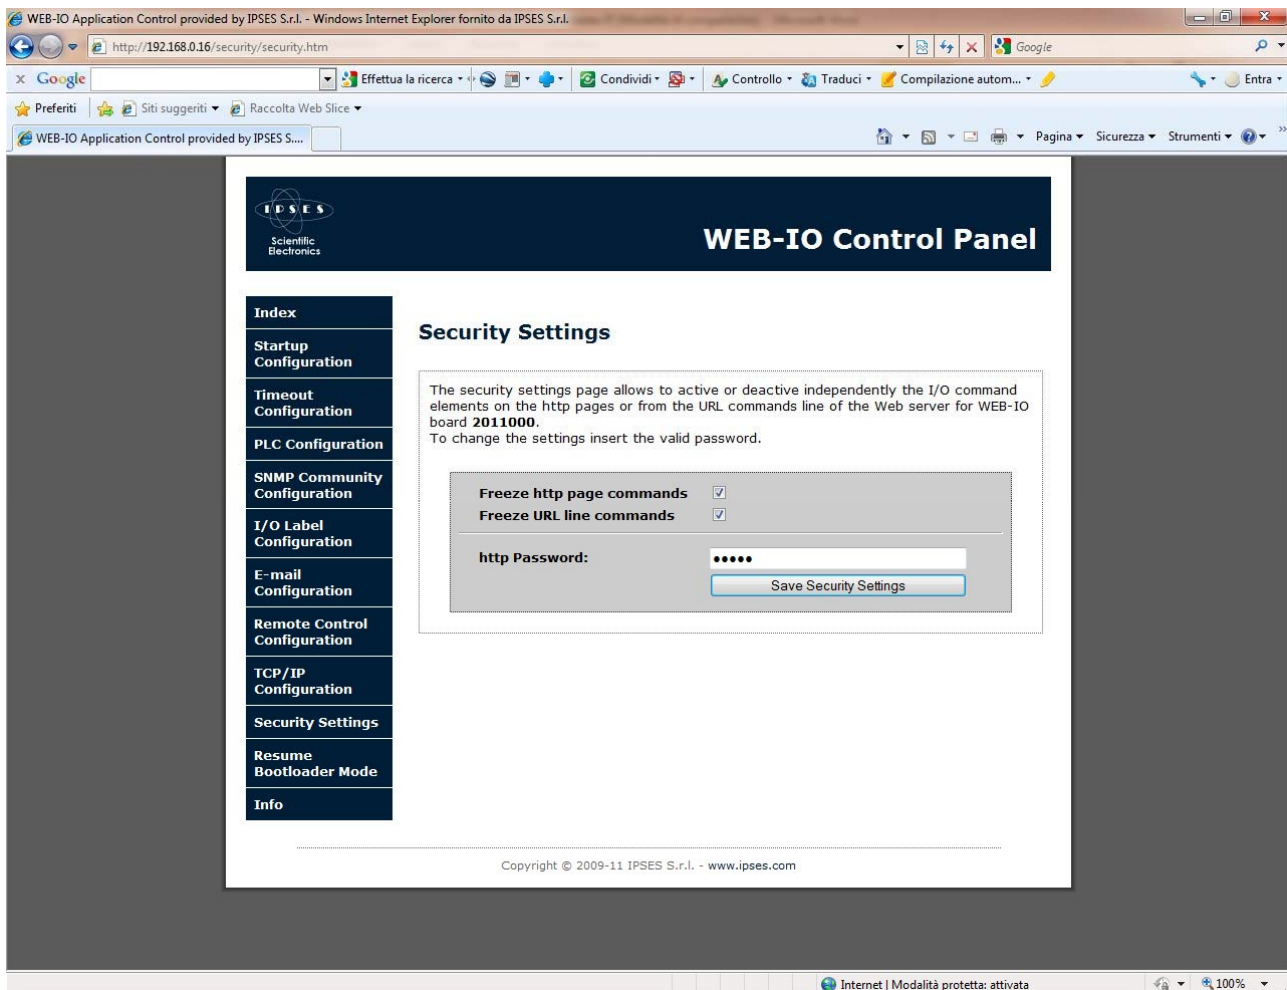 WEB-IO Application Control provided by IPSES S.r.l. - Windows Internet Explorer fornito da IPSES S.r.l.
http://192.168.0.16/security/security.htm
Google
x Google
Effettua la ricerca
Condividi
Controllo
Traduci
Compilazione autom...
Entra
Preferiti
Siti suggeriti
Raccolta Web Slice
WEB-IO Application Control provided by IPSES S....
Pagina
Sicurezza
Strumenti
IPSES
Scientific
Electronics
WEB-IO Control Panel
Index
Startup
Configuration
Timeout
Configuration
PLC Configuration
SNMP Community
Configuration
I/O Label
Configuration
E-mail
Configuration
Remote Control
Configuration
TCP/IP
Configuration
Security Settings
Resume
Bootloader Mode
Info
Security Settings
The security settings page allows to active or deactive independently the I/O command
elements on the http pages or from the URL commands line of the Web server for WEB-IO
board 2011000.
To change the settings insert the valid password.
Freeze http page commands
Freeze URL line commands
http Password:
•••••
Save Security Settings
Copyright © 2009-11 IPSES S.r.l. - www.ipses.com
Internet | Modalità protetta: attivata
100%